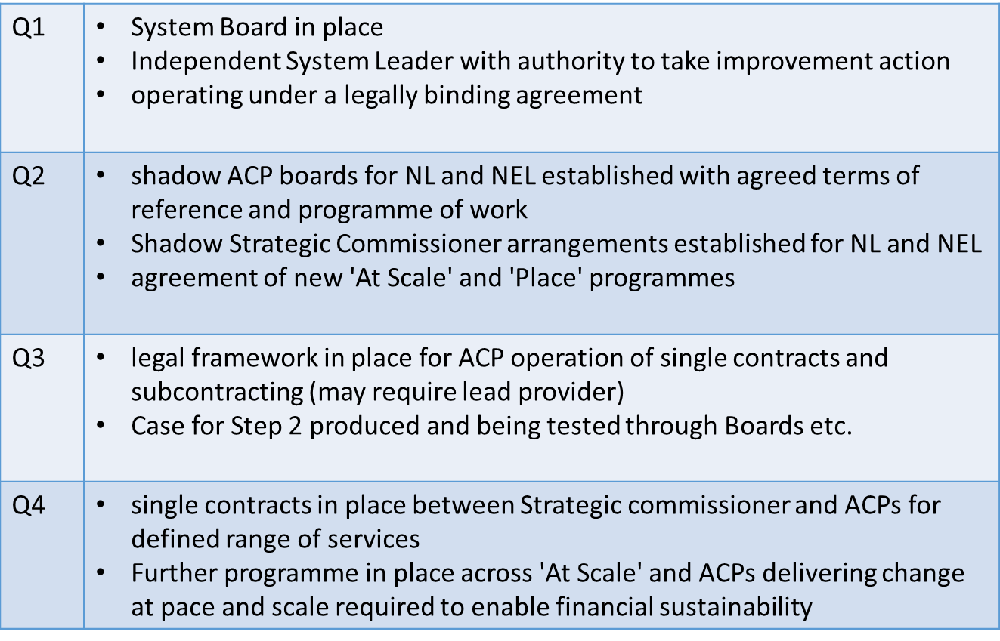 Q1
• System Board in place
• Independent System Leader with authority to take improvement action
• operating under a legally binding agreement
Q2
• shadow ACP boards for NL and NEL established with agreed terms of
reference and programme of work
• Shadow Strategic Commissioner arrangements established for NL and NEL
• agreement of new 'At Scale' and 'Place' programmes
Q3
• legal framework in place for ACP operation of single contracts and
subcontracting (may require lead provider)
• Case for Step 2 produced and being tested through Boards etc.
Q4
• single contracts in place between Strategic commissioner and ACPs for
defined range of services
• Further programme in place across 'At Scale' and ACPs delivering change
at pace and scale required to enable financial sustainability